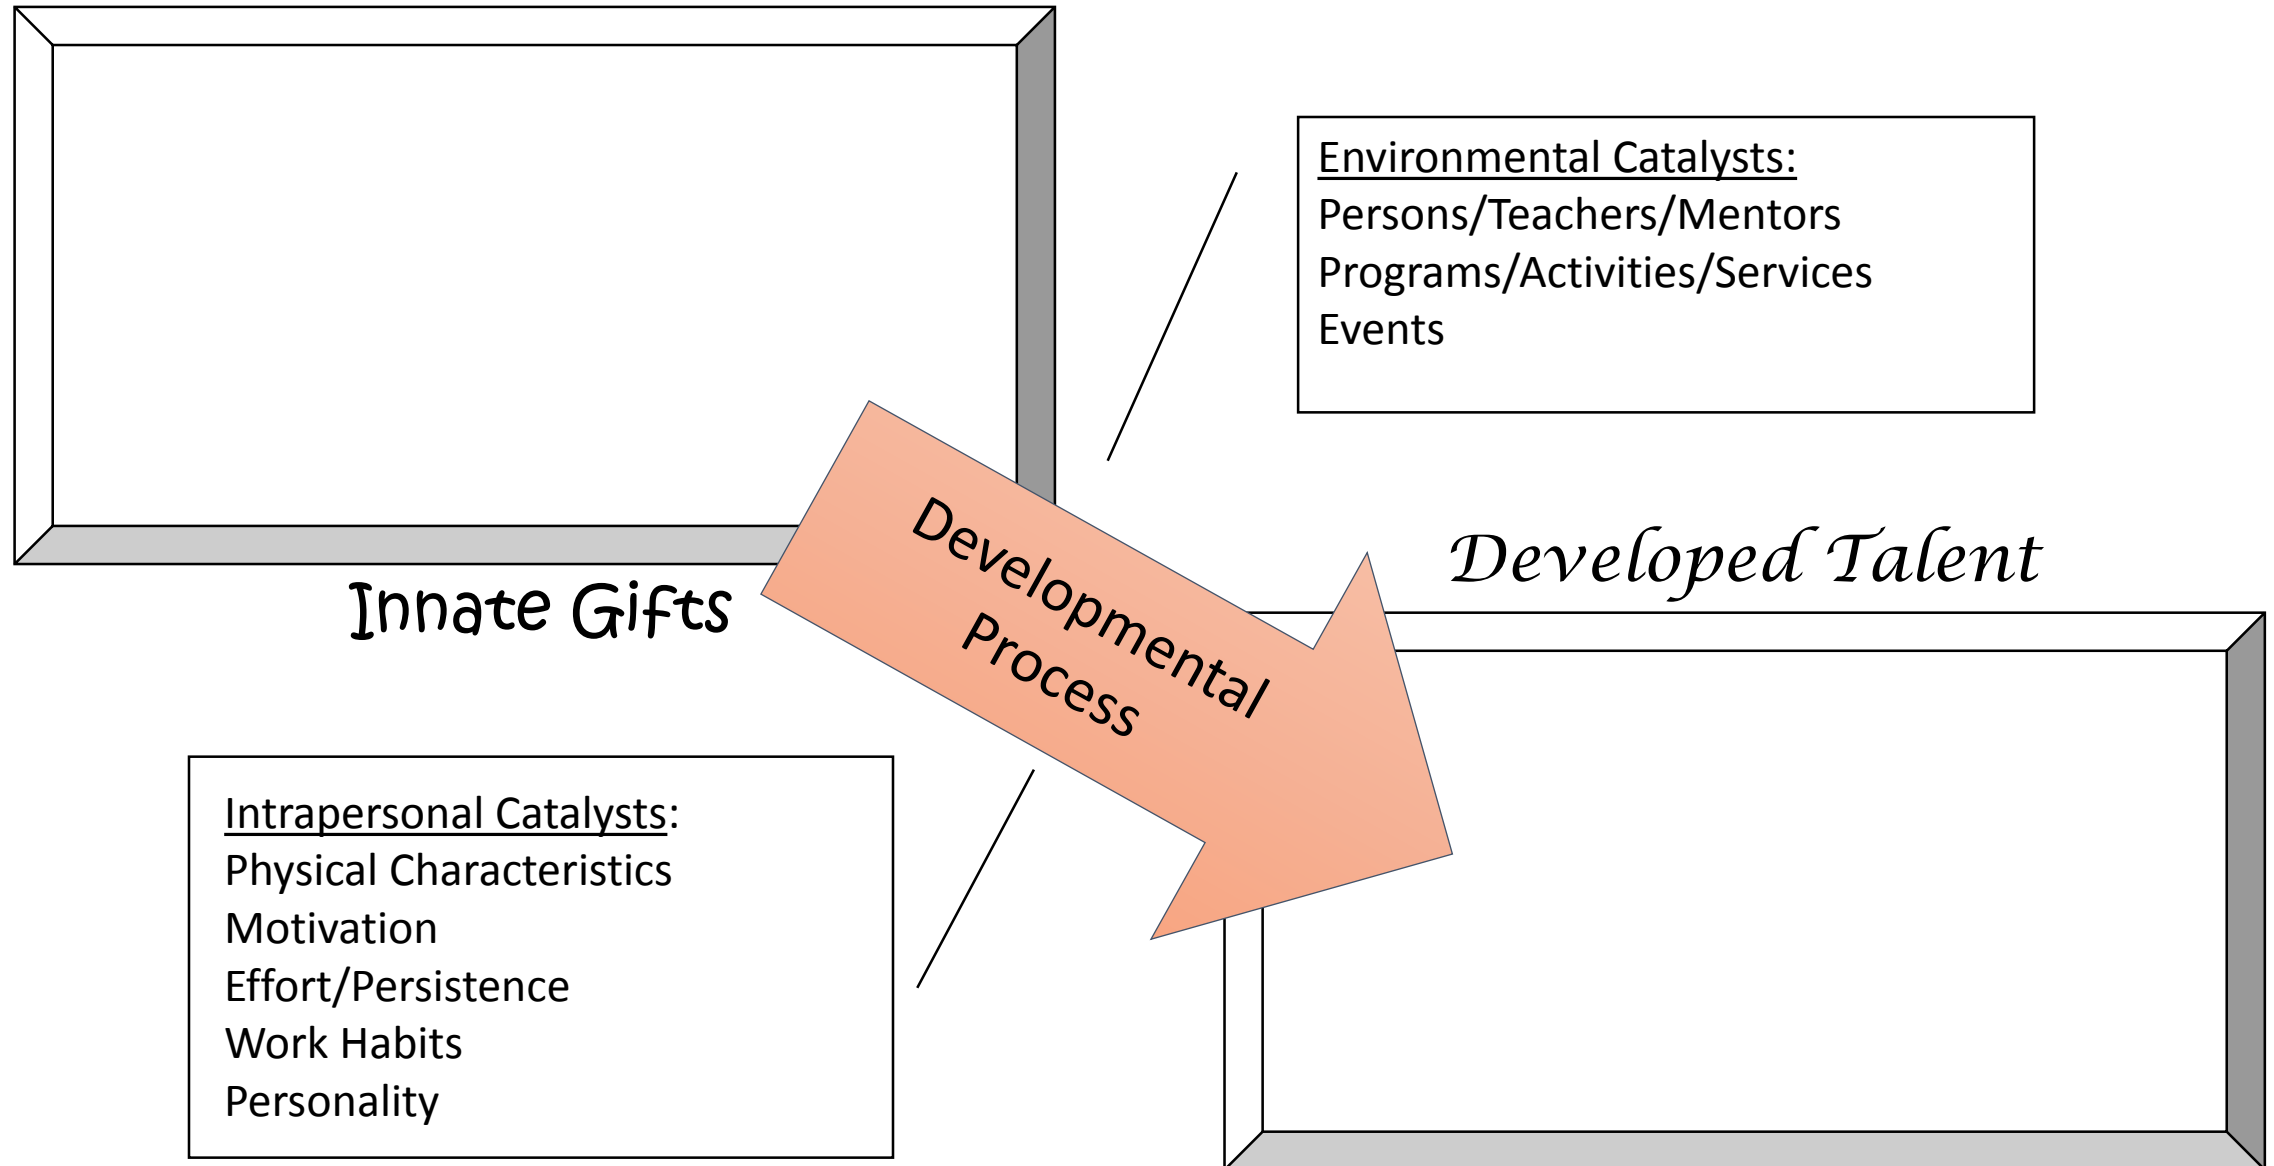 Environmental Catalysts:
Persons/Teachers/Mentors
Programs/Activities/Services
Events
Innate Gifts
Developmental
Process
Developed Talent
Intrapersonal Catalysts:
Physical Characteristics
Motivation
Effort/Persistence
Work Habits
Personality